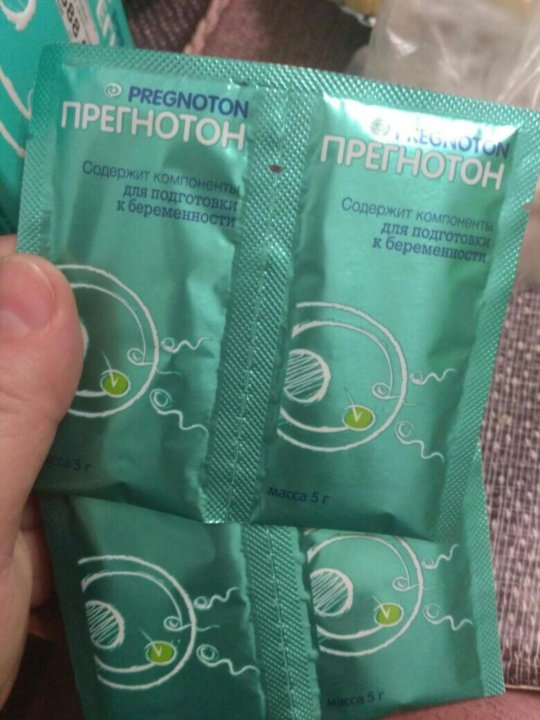 PREGNOTON
ПРЕГНОТОН
Содержит компоненты
для подготовки
к беременности
масса 5 г
PREGNOTON
ПРЕГНОТОН
Содержит компоненты
для подготовки
к беременности
масса 5 г
масса 5 г